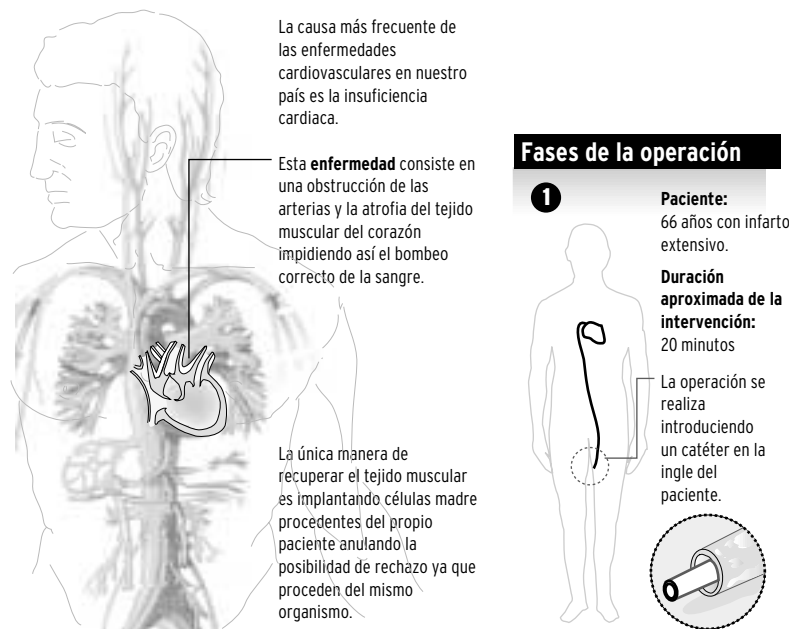 La causa más frecuente de
las enfermedades
cardiovasculares en nuestro
país es la insuficiencia
cardiaca.
Esta enfermedad consiste en
una obstrucción de las
arterias y la atrofia del tejido
muscular del corazón
impidiendo así el bombeo
correcto de la sangre.
La única manera de
recuperar el tejido muscular
es implantando células madre
procedentes del propio
paciente anulando la
posibilidad de rechazo ya que
proceden del mismo
organismo.
Fases de la operación
1
Paciente:
66 años con infarto
extensivo.
Duración
aproximada de la
intervención:
20 minutos
La operación se
realiza
introduciendo
un catéter en la
ingle del
paciente.